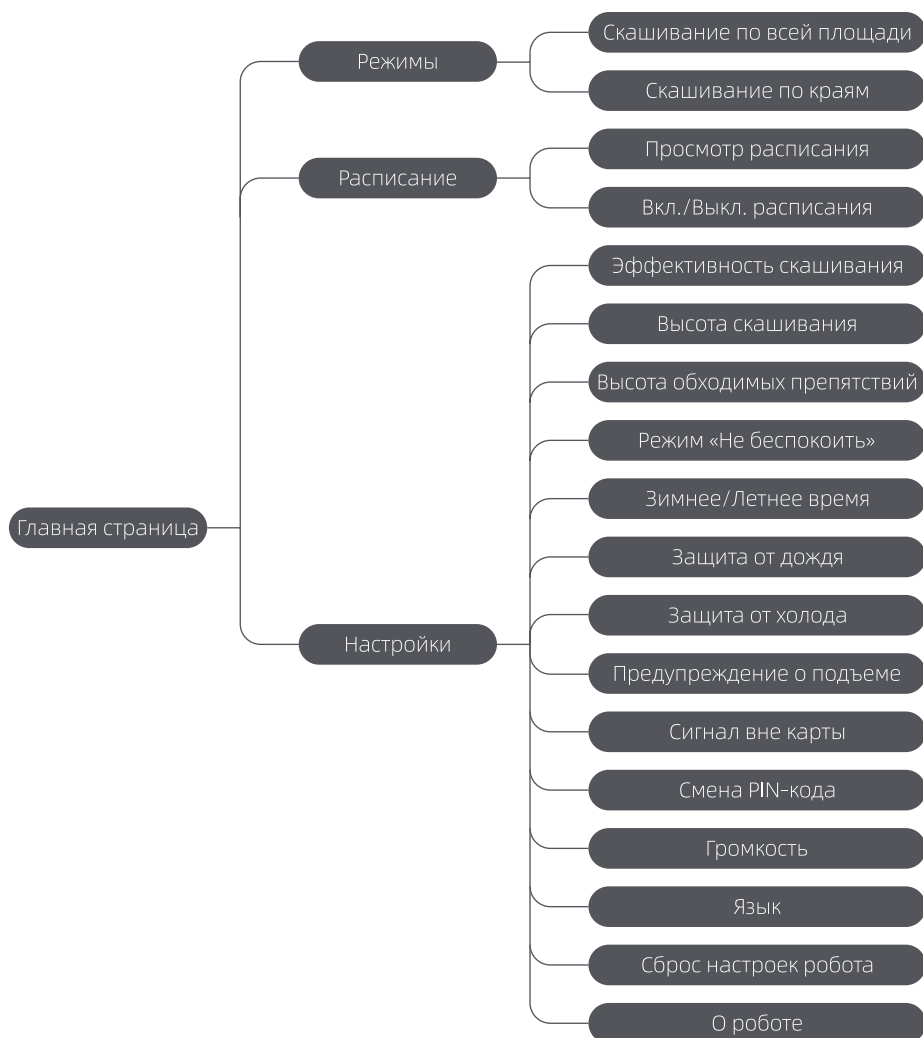 Главная страница
Режимы
Скашивание по всей площади
Скашивание по краям
Расписание
Просмотр расписания
Вкл./Выкл. расписания
Настройки
Эффективность скашивания
Высота скашивания
Высота обходимых препятствий
Режим «Не беспокоить»
Зимнее/Летнее время
Защита от дождя
Защита от холода
Предупреждение о подъеме
Сигнал вне карты
Смена PIN-кода
Громкость
Язык
Сброс настроек робота
О роботе